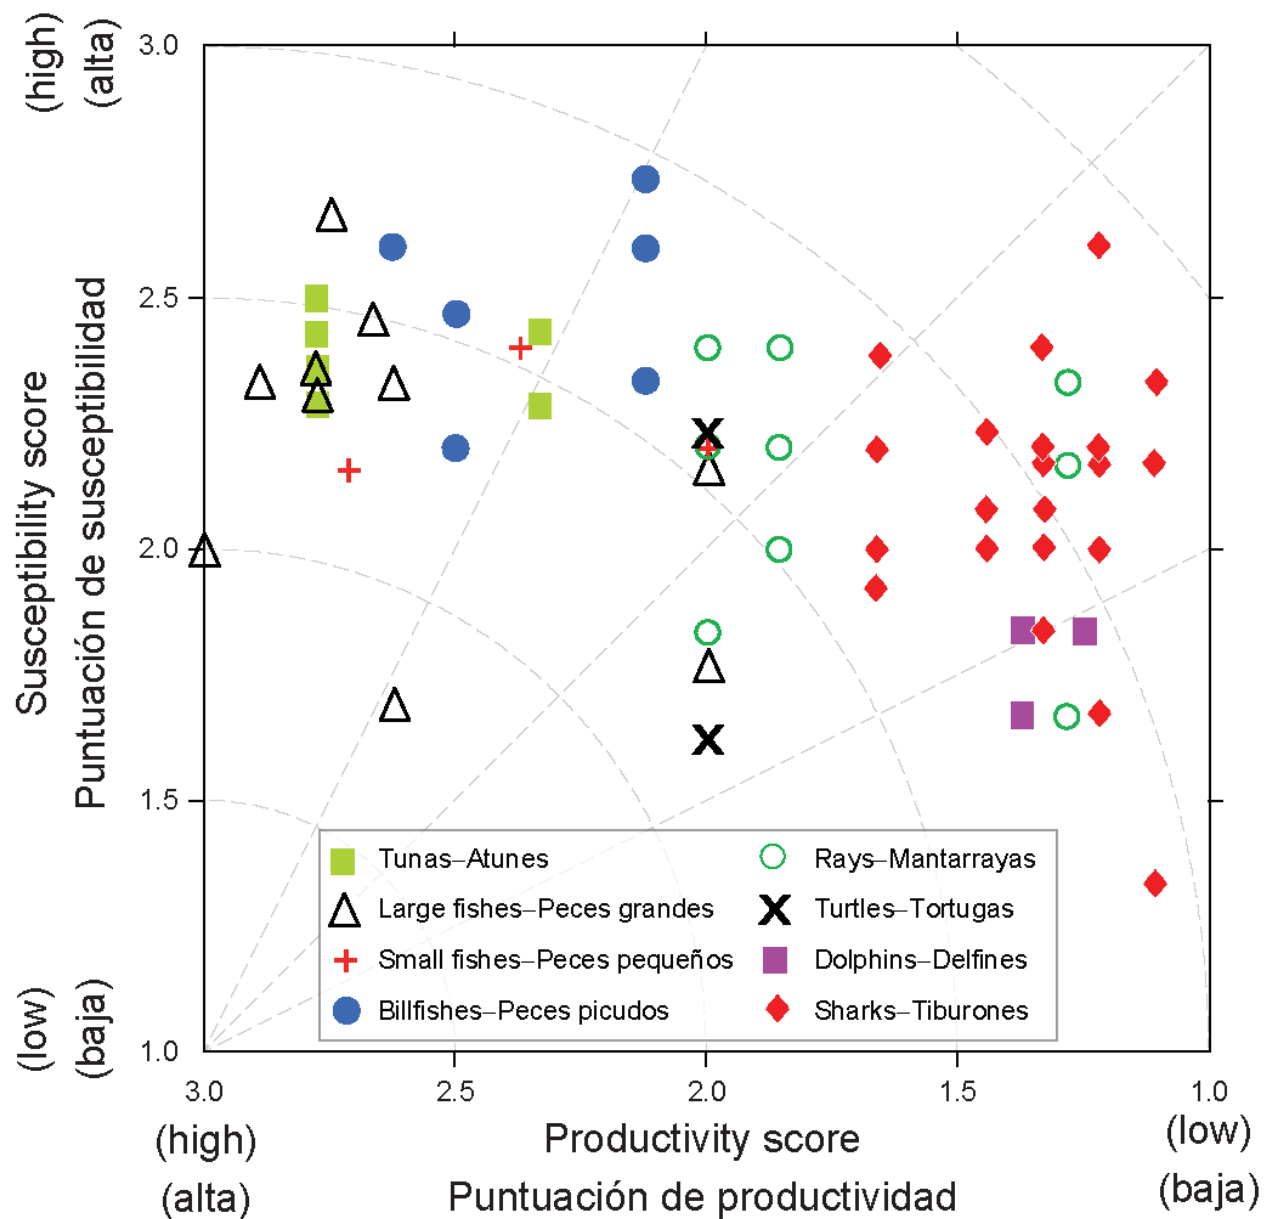 (high)
(alta)
Susceptibility score
Puntuación de susceptibilidad
(low)
(baja)
3.0
2.5
2.0
1.5
1.0
Tunas–Atunes
Large fishes–Peces grandes
Small fishes–Peces pequeños
Billfishes–Peces picudos
Rays–Mantarrayas
Turtles–Tortugas
Dolphins–Delfines
Sharks–Tiburones
3.0 2.5 2.0 1.5 1.0
(high) Productivity score (low)
(alta) Puntuación de productividad (baja)